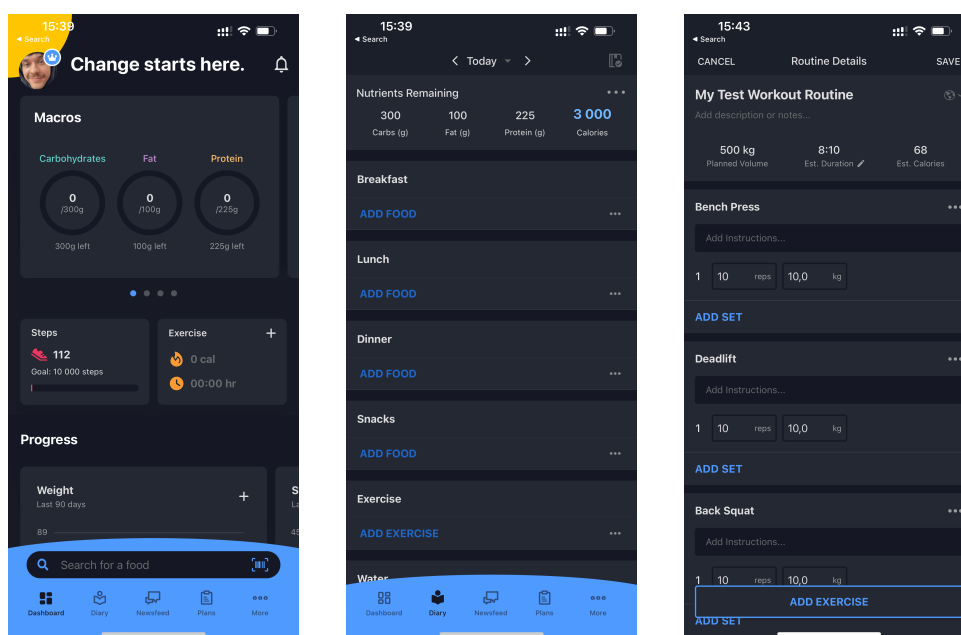 15:39
◄ Search
Change starts here.
Macros
Carbohydrates Fat Protein
0 0 0
/300g /100g /225g
300g left 100g left 225g left
Steps
112
Goal: 10 000 steps
Exercise +
0 cal
00:00 hr
Progress
Weight +
Last 90 days
89
S
La
45
Search for a food
Dashboard Diary Newsfeed Plans More
15:39
◄ Search
< Today >
Nutrients Remaining
300 100 225 3 000
Carbs (g) Fat (g) Protein (g) Calories
Breakfast
ADD FOOD
Lunch
ADD FOOD
Dinner
ADD FOOD
Snacks
ADD FOOD
Exercise
ADD EXERCISE
Water
Dashboard Diary Newsfeed Plans More
15:43
◄ Search
CANCEL Routine Details SAVE
My Test Workout Routine
Add description or notes...
500 kg 8:10 68
Planned Volume Est. Duration Est. Calories
Bench Press
Add Instructions...
1 10 reps 10,0 kg
ADD SET
Deadlift
Add Instructions...
1 10 reps 10,0 kg
ADD SET
Back Squat
Add Instructions...
1 10 reps 10,0 kg
ADD EXERCISE
ADD SET